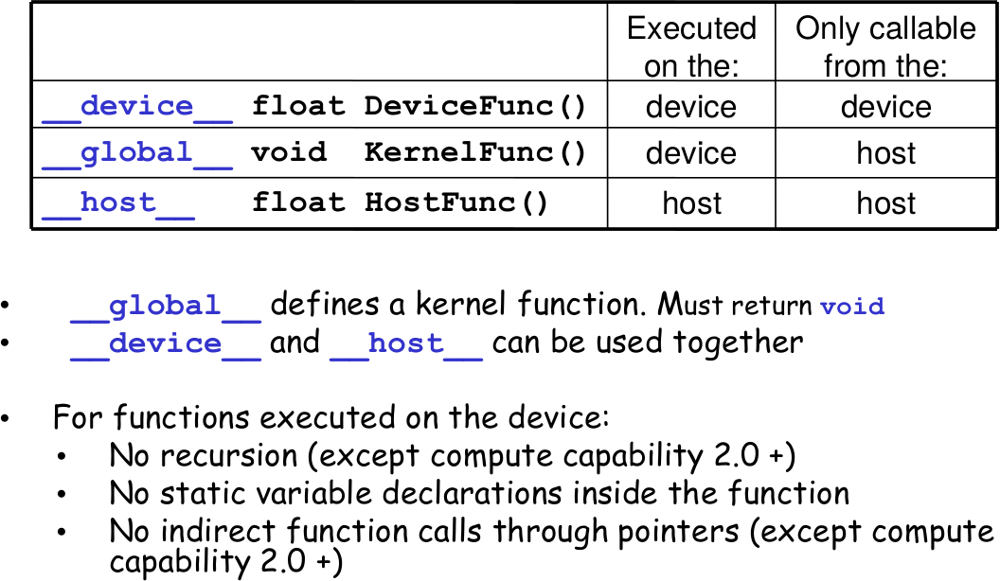 Executed on the: Only callable from the:
__device__ float DeviceFunc() device device
__global__ void KernelFunc() device host
__host__ float HostFunc() host host
• __global__ defines a kernel function. Must return void
• __device__ and __host__ can be used together
• For functions executed on the device:
• No recursion (except compute capability 2.0 +)
• No static variable declarations inside the function
• No indirect function calls through pointers (except compute
capability 2.0 +)